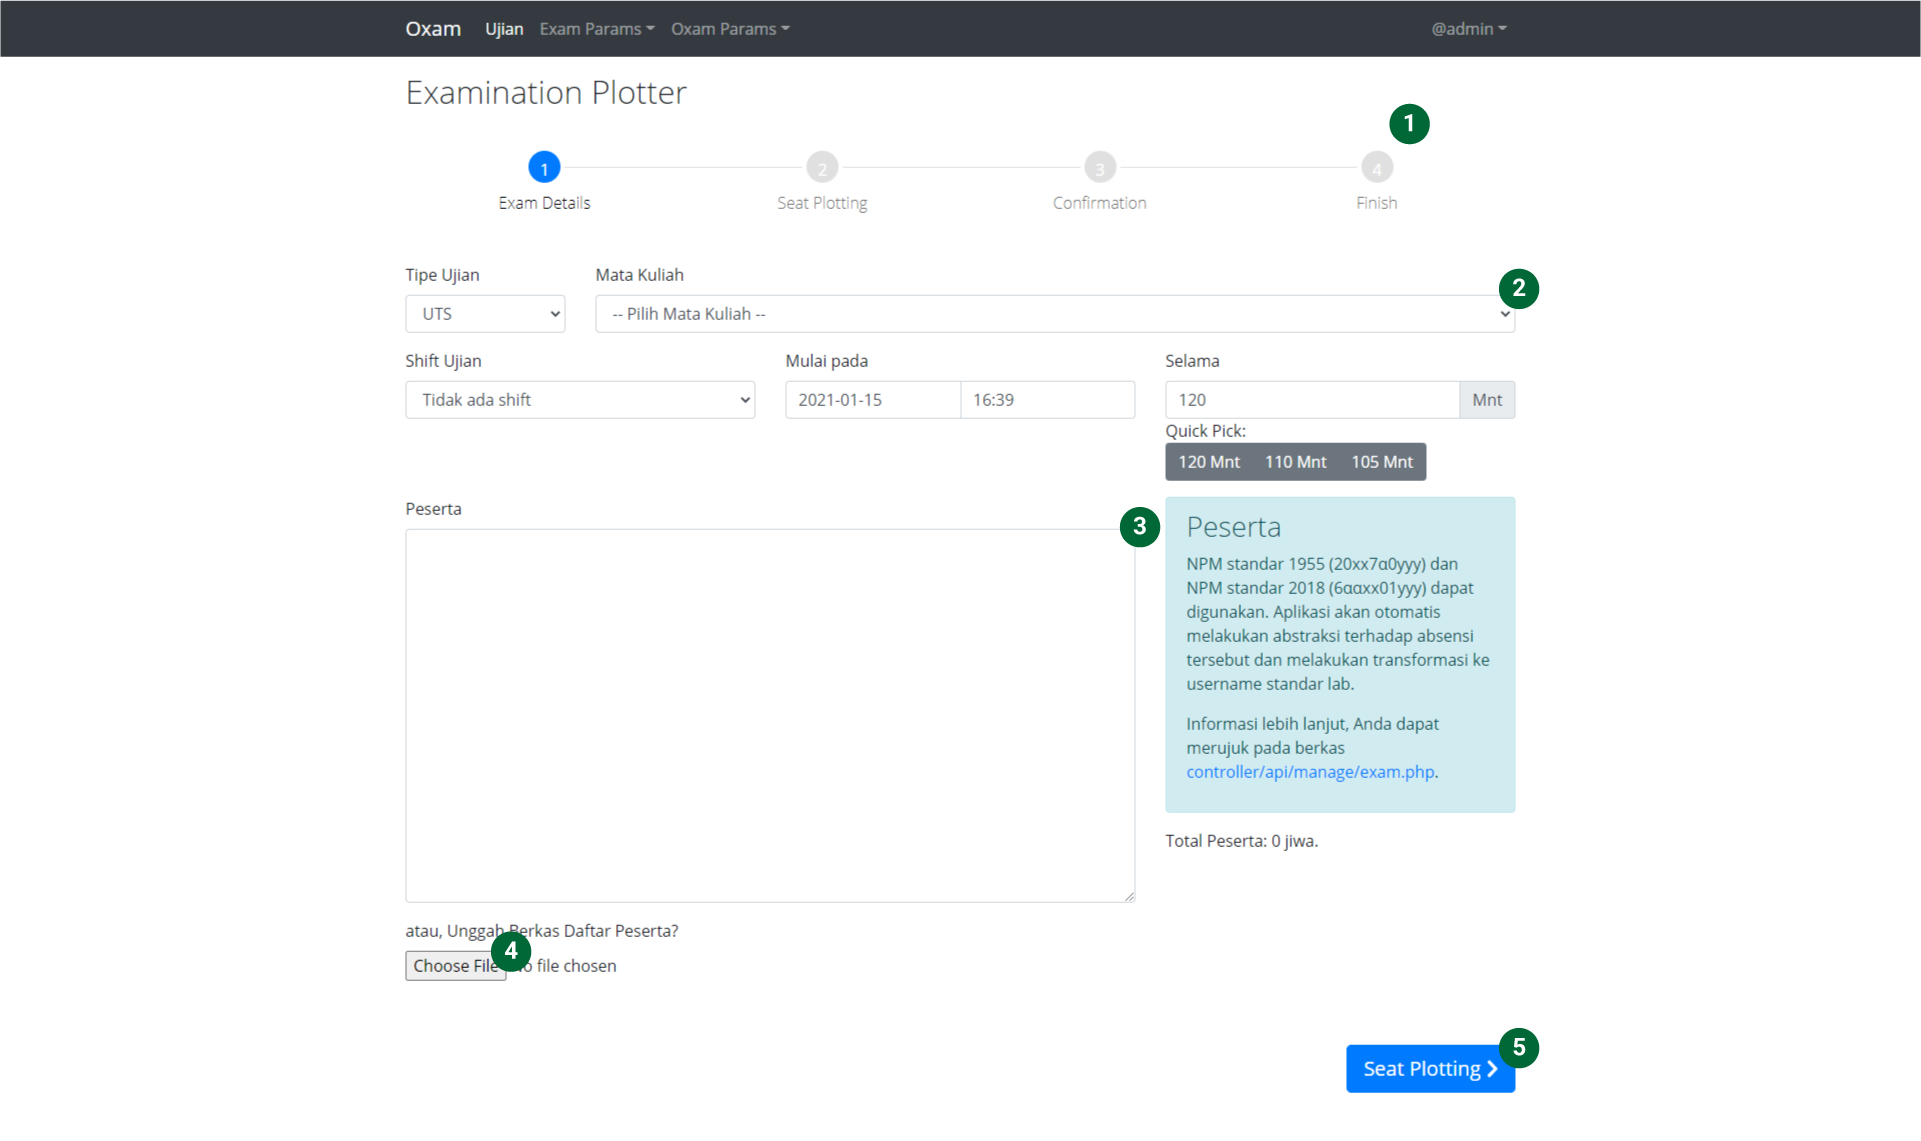 Oxam Ujian Exam Params Oxam Params @admin
Examination Plotter
1
1 2 3 4
Exam Details Seat Plotting Confirmation Finish
Tipe Ujian Mata Kuliah
2
UTS -- Pilih Mata Kuliah --
Shift Ujian Mulai pada Selama
Tidak ada shift 2021-01-15 16:39 120 Mnt
Quick Pick:
120 Mnt 110 Mnt 105 Mnt
Peserta
3
Peserta
NPM standar 1955 (20xx7α0yyy) dan
NPM standar 2018 (6ααxx01yyy) dapat
digunakan. Aplikasi akan otomatis
melakukan abstraksi terhadap absensi
tersebut dan melakukan transformasi ke
username standar lab.
Informasi lebih lanjut, Anda dapat
merujuk pada berkas
controller/api/manage/exam.php.
Total Peserta: 0 jiwa.
atau, Unggah Berkas Daftar Peserta?
4
Choose File No file chosen
5
Seat Plotting